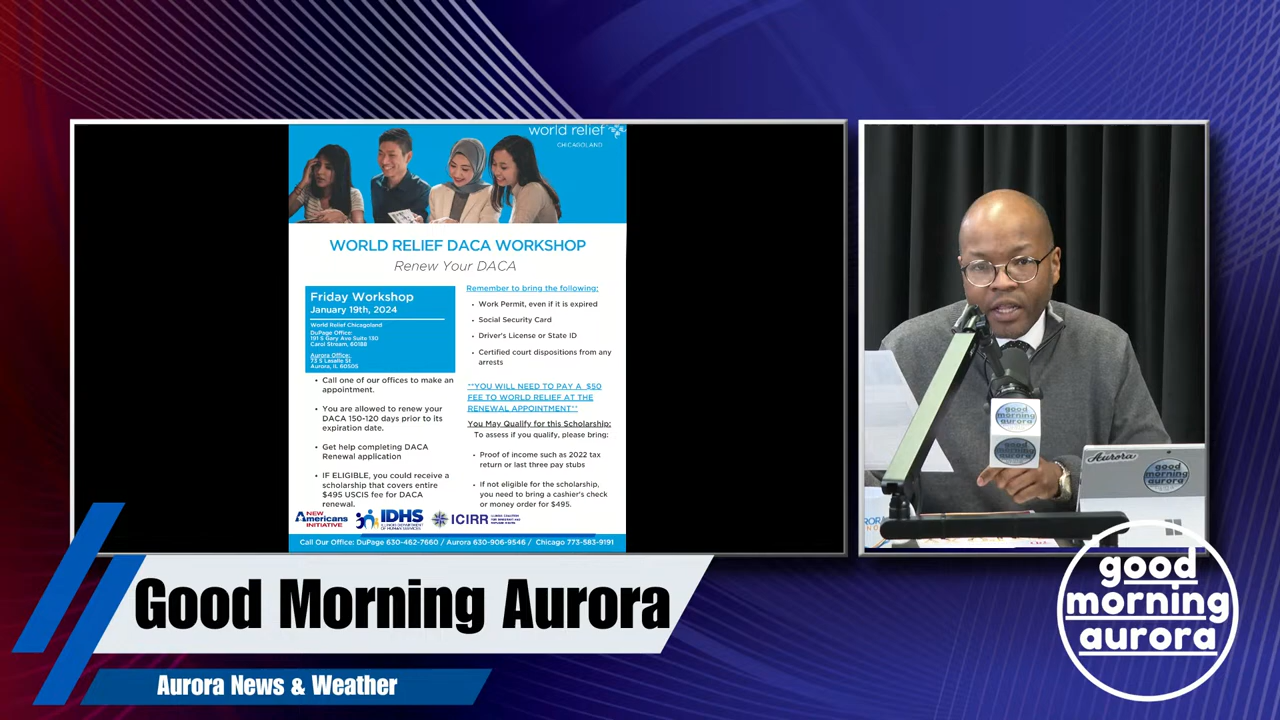 world relief
CHICAGOLAND
WORLD RELIEF DACA WORKSHOP
Renew Your DACA
Friday Workshop
January 19th, 2024
World Relief Chicagoland
DuPage Office:
191 S Gary Ave Suite 130
Carol Stream, 60188
Aurora Office:
73 S Lasalle St
Aurora, IL 60505
• Call one of our offices to make an
appointment.
• You are allowed to renew your
DACA 150-120 days prior to its
expiration date.
• Get help completing DACA
Renewal application
• IF ELIGIBLE, you could receive a
scholarship that covers entire
$495 USCIS fee for DACA
renewal.
Remember to bring the following:
• Work Permit, even if it is expired
• Social Security Card
• Driver's License or State ID
• Certified court dispositions from any
arrests
**YOU WILL NEED TO PAY A $50
FEE TO WORLD RELIEF AT THE
RENEWAL APPOINTMENT**
You May Qualify for this Scholarship:
To assess if you qualify, please bring:
• Proof of income such as 2022 tax
return or last three pay stubs
• If not eligible for the scholarship,
you need to bring a cashier's check
or money order for $495.
NEW
Americans
INITIATIVE
IDHS
ICIRR
Call Our Office: DuPage 630-462-7660 / Aurora 630-906-9546 / Chicago 773-583-9191
good
morning
aurora
Aurora
good
morning
aurora
Good Morning Aurora
Aurora News & Weather
good
morning
aurora